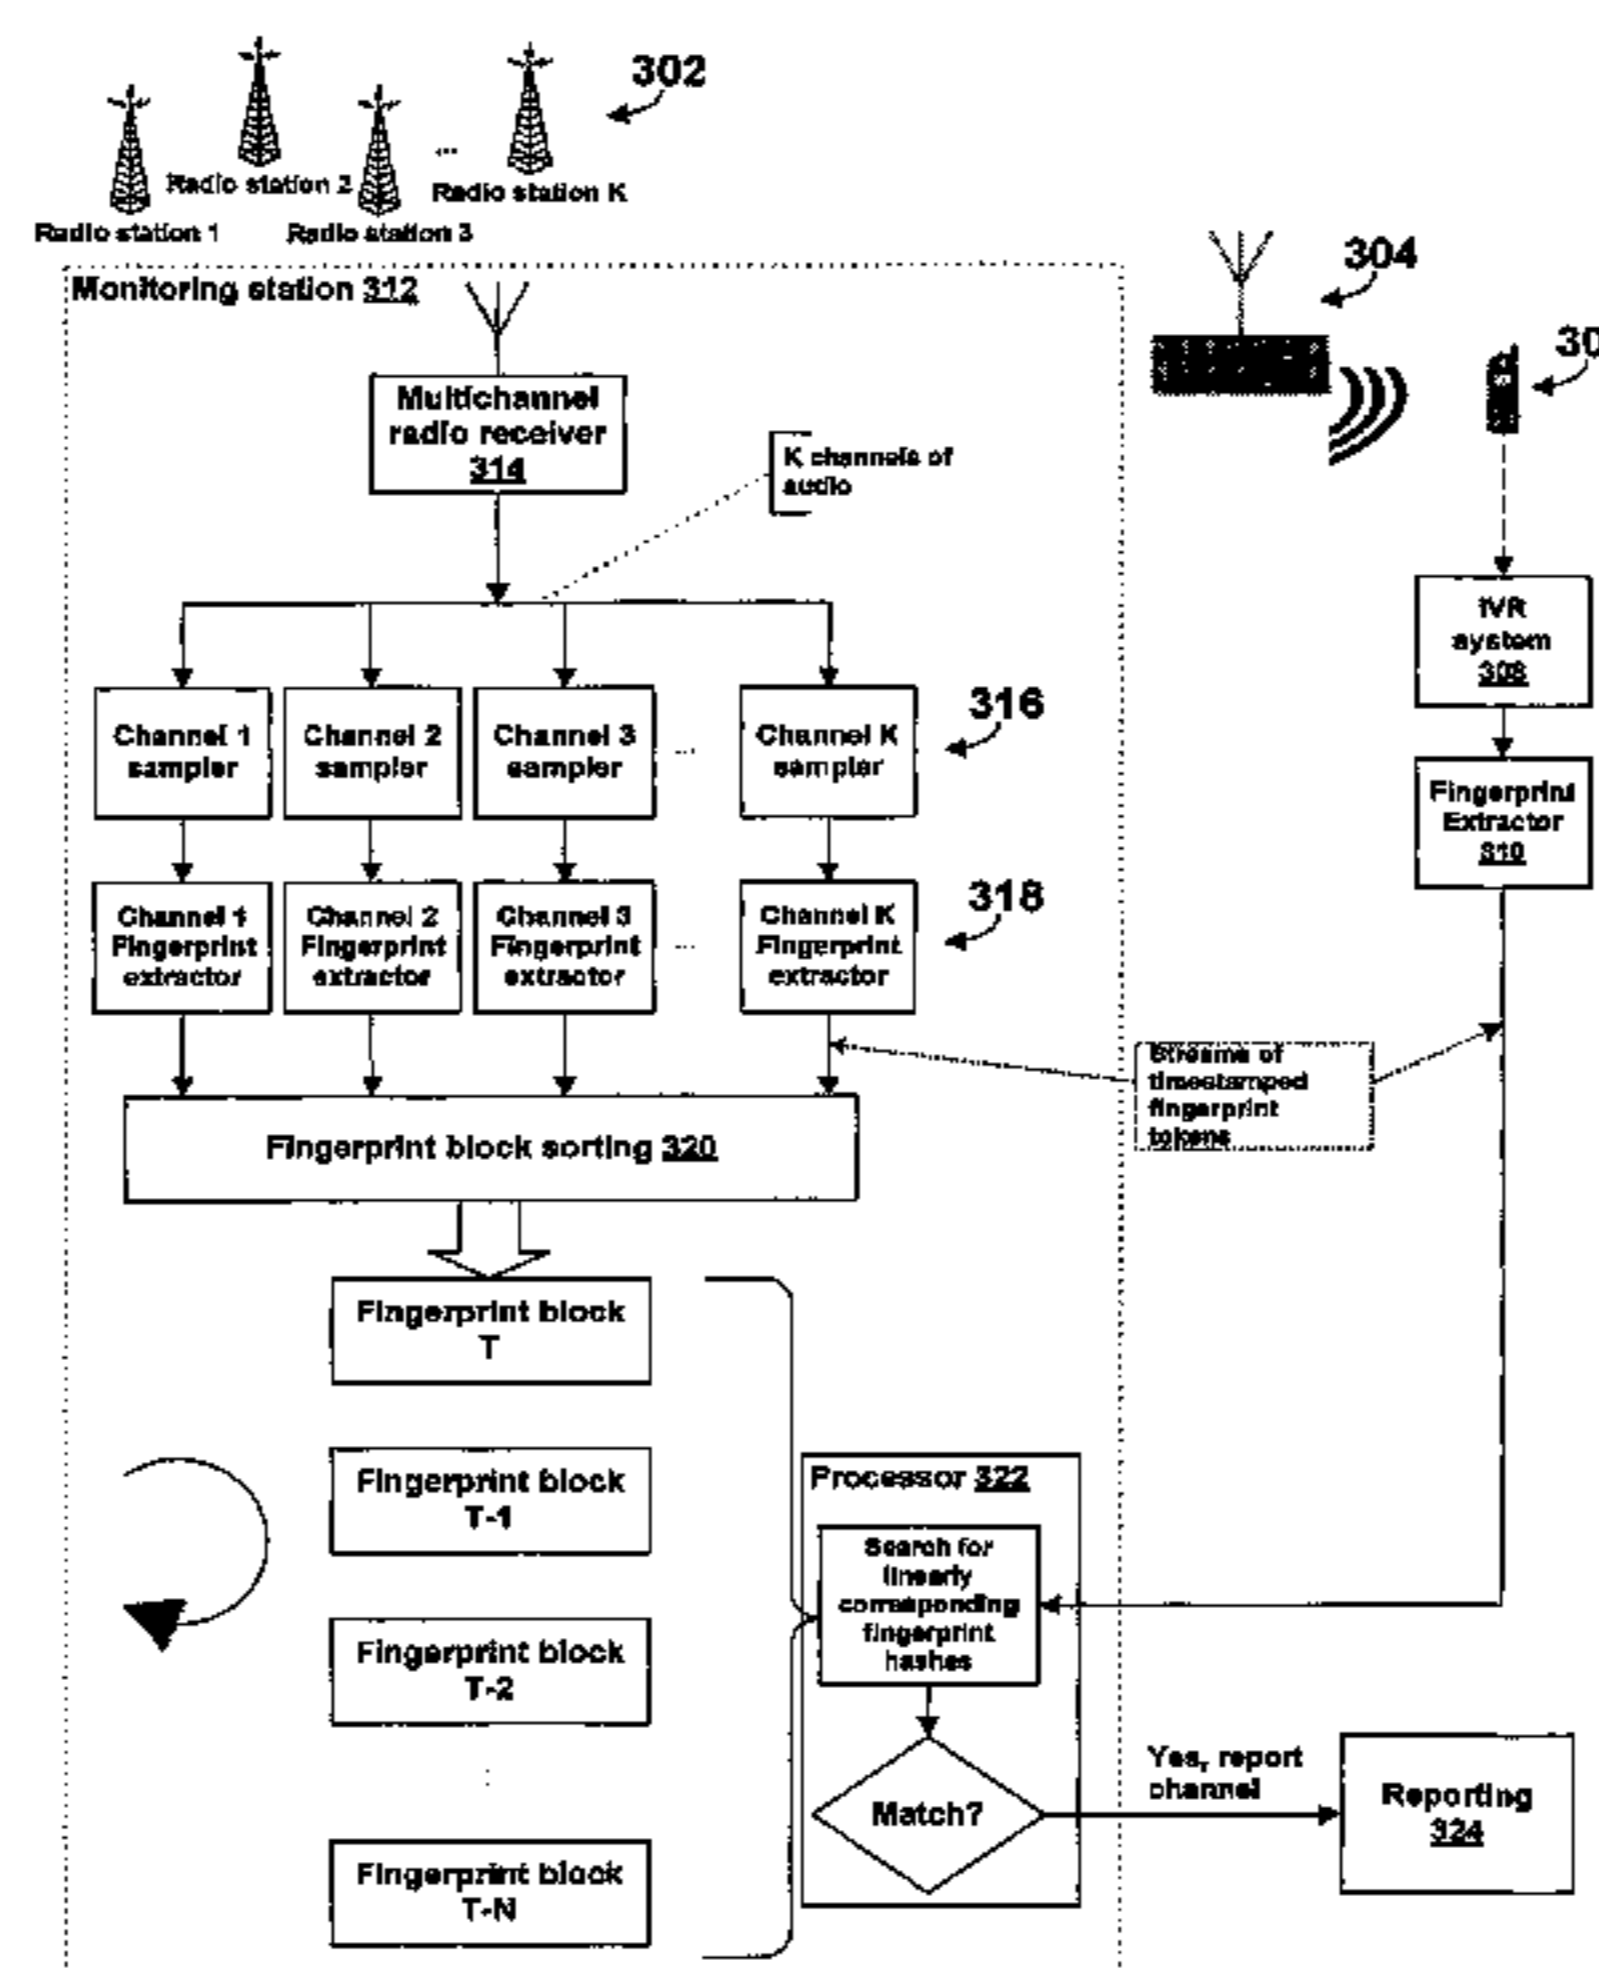 302
Radio station 2
Radio station K
Radio station 1
Radio station 3
Monitoring station 312
304
30
Multichannel
radio receiver
314
K channels of
audio
IVR
system
308
Channel 1
sampler
Channel 2
sampler
Channel 3
sampler
...
Channel K
sampler
316
Fingerprint
Extractor
310
Channel 1
Fingerprint
extractor
Channel 2
Fingerprint
extractor
Channel 3
Fingerprint
extractor
...
Channel K
Fingerprint
extractor
318
Streams of
timestamped
fingerprint
tokens
Fingerprint block sorting 320
Fingerprint block
T
Fingerprint block
T-1
Fingerprint block
T-2
Fingerprint block
T-N
Processor 322
Search for
linearly
corresponding
fingerprint
hashes
Match?
Yes, report
channel
Reporting
324